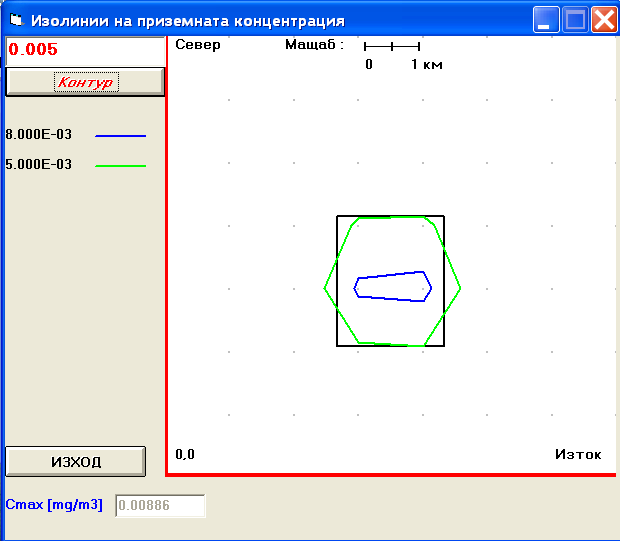 Изолинии на приземната концентрация
0.005
Север
Мащаб :
0 1 км
Контур
8.000E-03
5.000E-03
ИЗХОД
0,0
Изток
Cmax [mg/m3]
0.00886